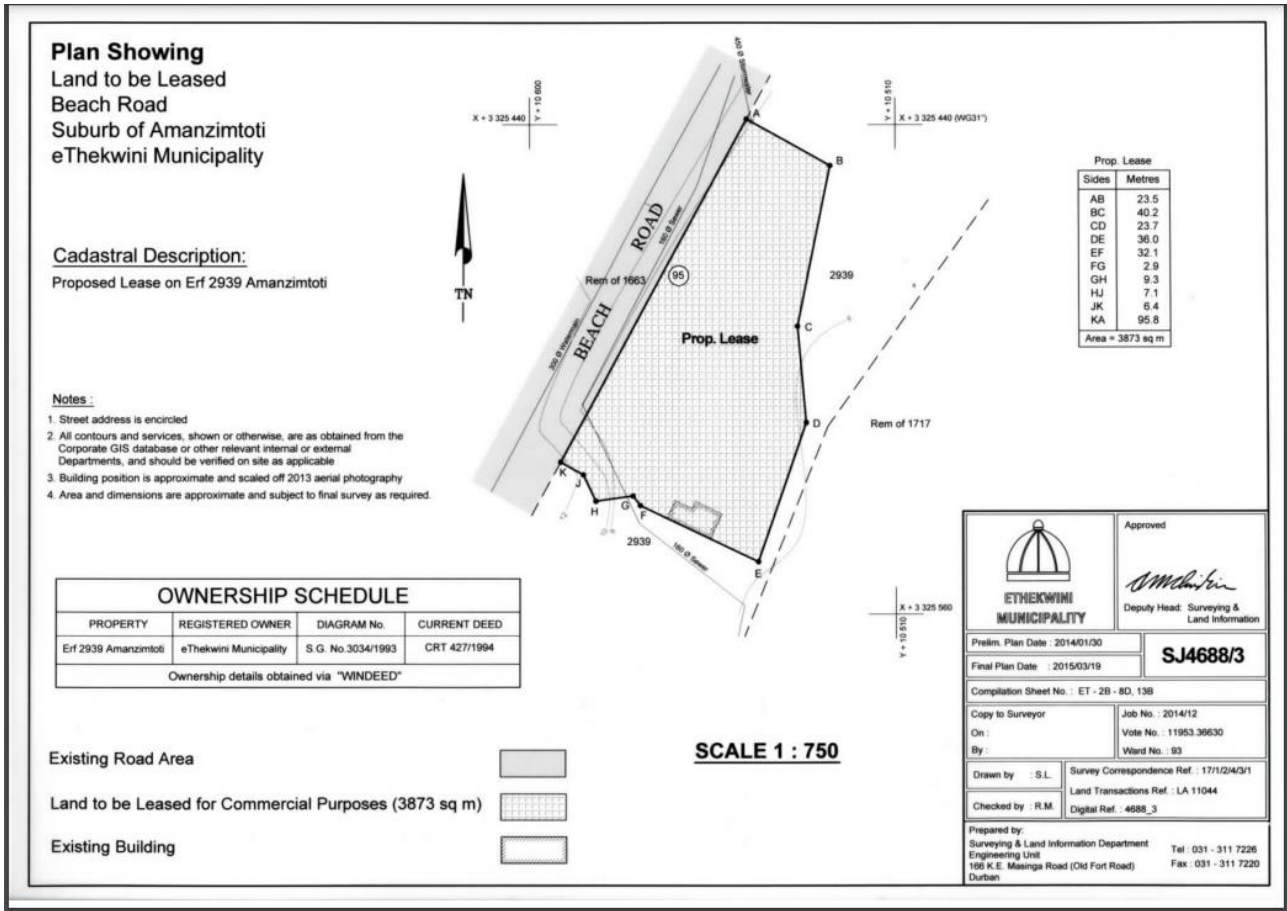 Plan Showing
Land to be Leased
Beach Road
Suburb of Amanzimtoti
eThekwini Municipality
Cadastral Description:
Proposed Lease on Erf 2939 Amanzimtoti
Notes :
1. Street address is encircled
2. All contours and services, shown or otherwise, are as obtained from the
Corporate GIS database or other relevant internal or external
Departments, and should be verified on site as applicable
3. Building position is approximate and scaled off 2013 aerial photography
4. Area and dimensions are approximate and subject to final survey as required.
TN
X + 3 325 440
Y + 10 600
450 Ø Stormwater
Y + 10 510
X + 3 325 440 (WG31°)
A
B
ROAD
160 Ø Sewer
Rem of 1663
95
2939
BEACH
300 Ø Watermain
Prop. Lease
C
D
Rem of 1717
K
J
H
G
F
E
12
2939
160 Ø Sewer
X + 3 325 560
Y + 10 510
Prop. Lease
Sides Metres
AB 23.5
BC 40.2
CD 23.7
DE 36.0
EF 32.1
FG 2.9
GH 9.3
HJ 7.1
JK 6.4
KA 95.8
Area = 3873 sq m
OWNERSHIP SCHEDULE
PROPERTY REGISTERED OWNER DIAGRAM No. CURRENT DEED
Erf 2939 Amanzimtoti eThekwini Municipality S.G. No.3034/1993 CRT 427/1994
Ownership details obtained via "WINDEED"
Existing Road Area
Land to be Leased for Commercial Purposes (3873 sq m)
Existing Building
SCALE 1 : 750
ETHEKWINI
MUNICIPALITY
Approved
Deputy Head: Surveying &
Land Information
Prelim. Plan Date : 2014/01/30
Final Plan Date : 2015/03/19
SJ4688/3
Compilation Sheet No. : ET - 2B - 8D, 13B
Copy to Surveyor
On :
By :
Job No. : 2014/12
Vote No. : 11953.36630
Ward No. : 93
Drawn by : S.L.
Checked by : R.M.
Survey Correspondence Ref. : 17/1/2/4/3/1
Land Transactions Ref. : LA 11044
Digital Ref. : 4688_3
Prepared by:
Surveying & Land Information Department
Engineering Unit
166 K.E. Masinga Road (Old Fort Road)
Durban
Tel : 031 - 311 7226
Fax : 031 - 311 7220